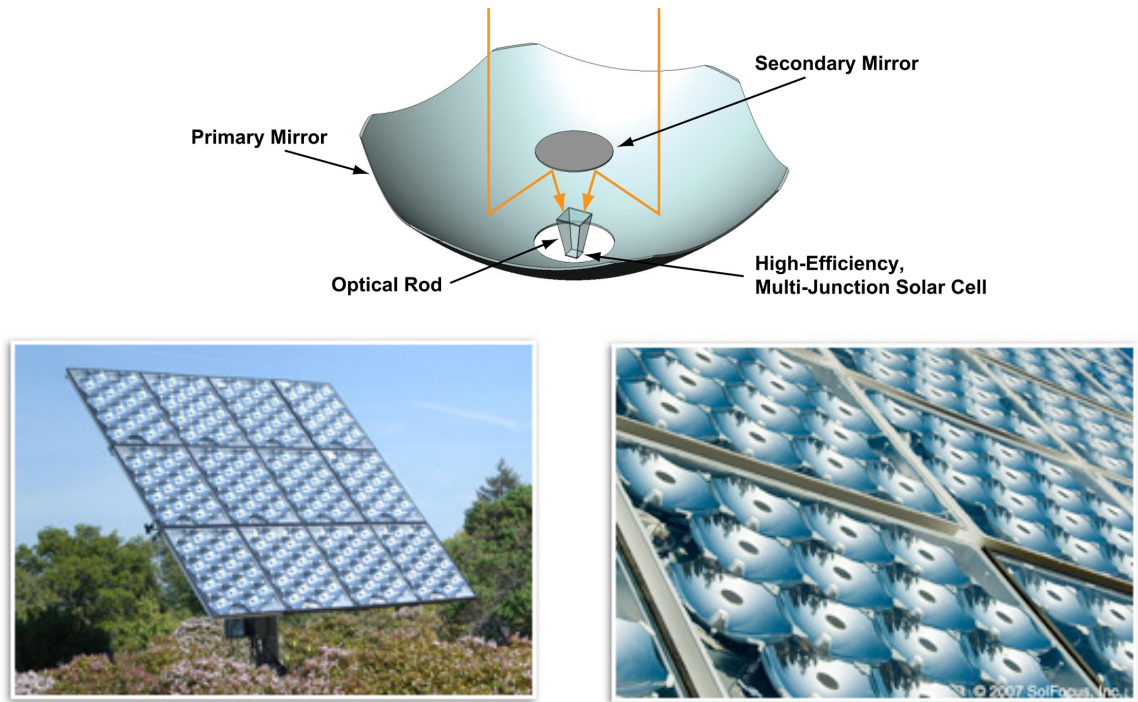 Secondary Mirror
Primary Mirror
Optical Rod
High-Efficiency,
Multi-Junction Solar Cell
© 2007 SolFocus, Inc.